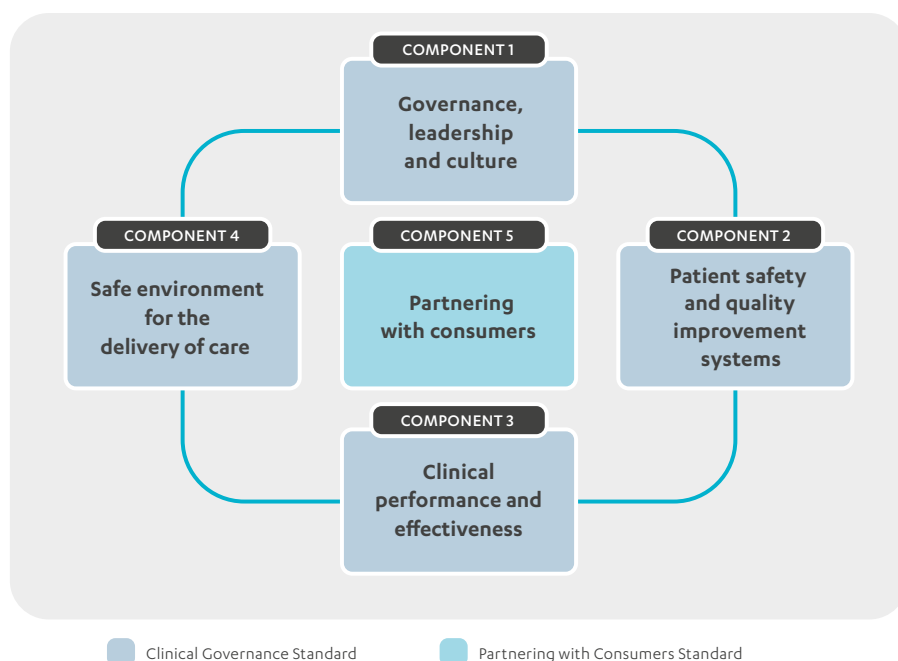 COMPONENT 1
Governance,
leadership
and culture
COMPONENT 4
Safe environment
for the
delivery of care
COMPONENT 5
Partnering
with consumers
COMPONENT 2
Patient safety
and quality
improvement
systems
COMPONENT 3
Clinical
performance and
effectiveness
Clinical Governance Standard
Partnering with Consumers Standard